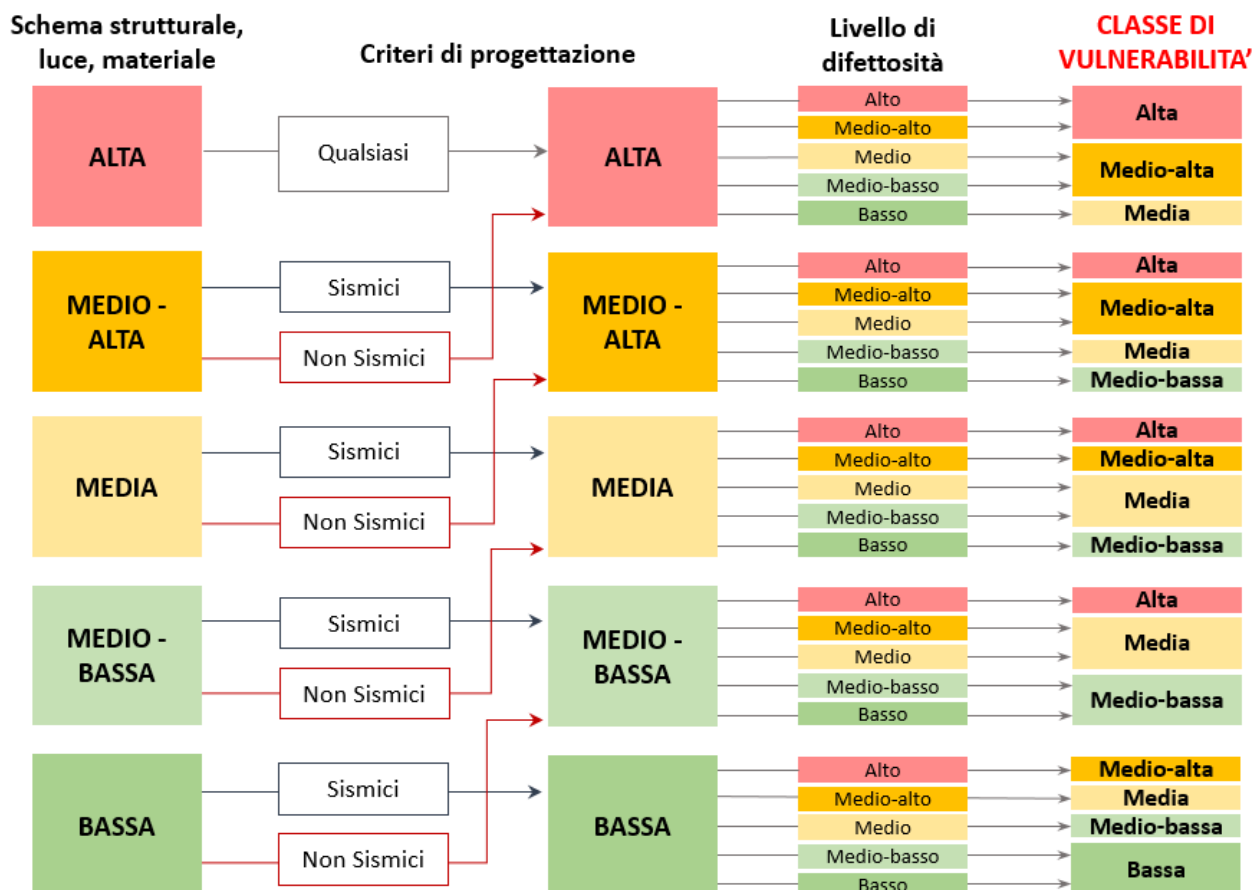 Schema strutturale,
luce, materiale
Criteri di progettazione
Livello di
difettosità
CLASSE DI
VULNERABILITA’
ALTA
Qualsiasi
ALTA
Alto
Medio-alto
Medio
Medio-basso
Basso
Alta
Medio-alta
Media
MEDIO -
ALTA
Sismici
Non Sismici
MEDIO -
ALTA
Alto
Medio-alto
Medio
Medio-basso
Basso
Alta
Medio-alta
Media
Medio-bassa
MEDIA
Sismici
Non Sismici
MEDIA
Alto
Medio-alto
Medio
Medio-basso
Basso
Alta
Medio-alta
Media
Medio-bassa
MEDIO -
BASSA
Sismici
Non Sismici
MEDIO -
BASSA
Alto
Medio-alto
Medio
Medio-basso
Basso
Alta
Media
Medio-bassa
BASSA
Sismici
Non Sismici
BASSA
Alto
Medio-alto
Medio
Medio-basso
Basso
Medio-alta
Media
Medio-bassa
Bassa